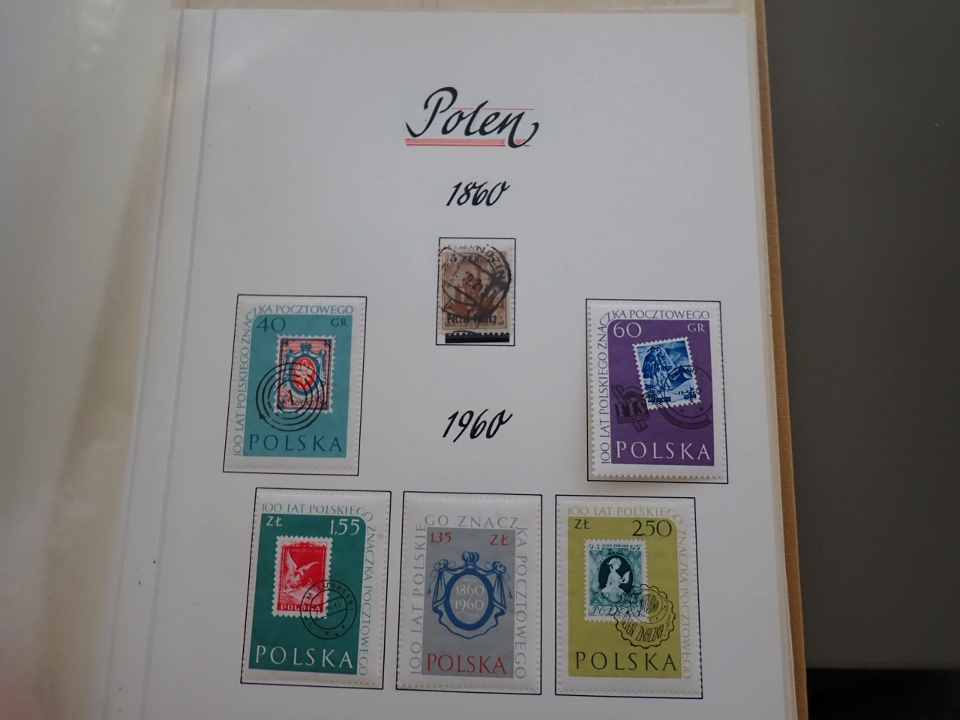 Polen
1860
100 LAT POLSKIEGO ZNACZKA POCZTOWEGO
40 GR
POLSKA
100 LAT POLSKIEGO ZNACZKA POCZTOWEGO
60 GR
POLSKA
1960
100 LAT POLSKIEGO ZNACZKA POCZTOWEGO
ZŁ 1,55
POLSKA
100 LAT POLSKIEGO ZNACZKA POCZTOWEGO
1,35 ZŁ
1860
1960
POLSKA
100 LAT POLSKIEGO ZNACZKA POCZTOWEGO
ZŁ 2,50
POLSKA